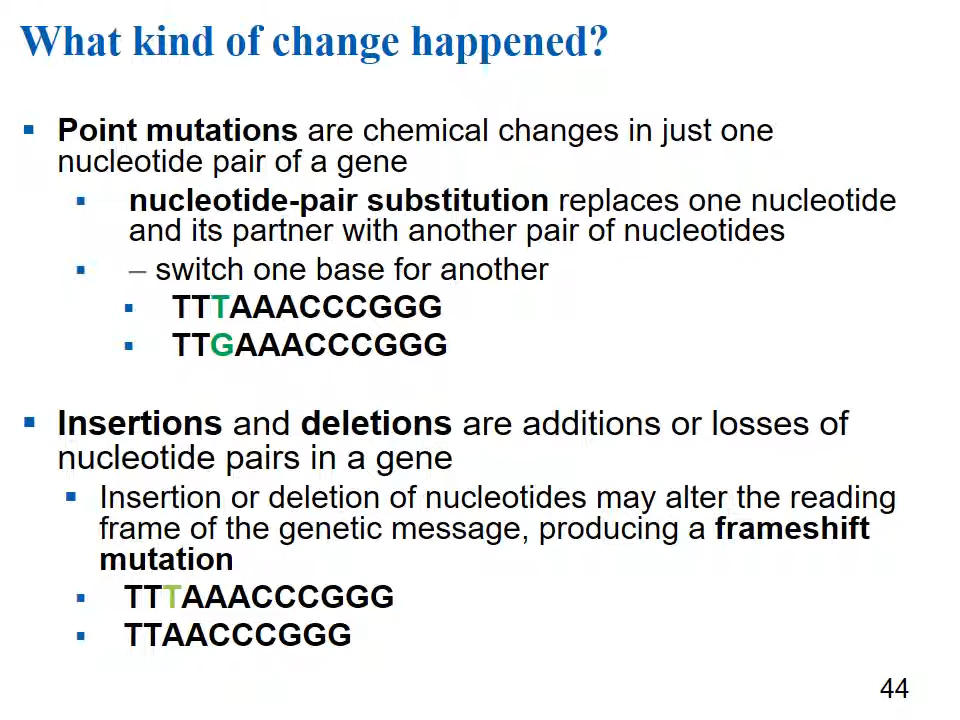 What kind of change happened?
▪ Point mutations are chemical changes in just one
nucleotide pair of a gene
▪ nucleotide-pair substitution replaces one nucleotide
and its partner with another pair of nucleotides
▪ – switch one base for another
▪ TTTAAACCCGGG
▪ TTGAAACCCGGG
▪ Insertions and deletions are additions or losses of
nucleotide pairs in a gene
▪ Insertion or deletion of nucleotides may alter the reading
frame of the genetic message, producing a frameshift
mutation
▪ TTTAAACCCGGG
▪ TTAACCCGGG
44